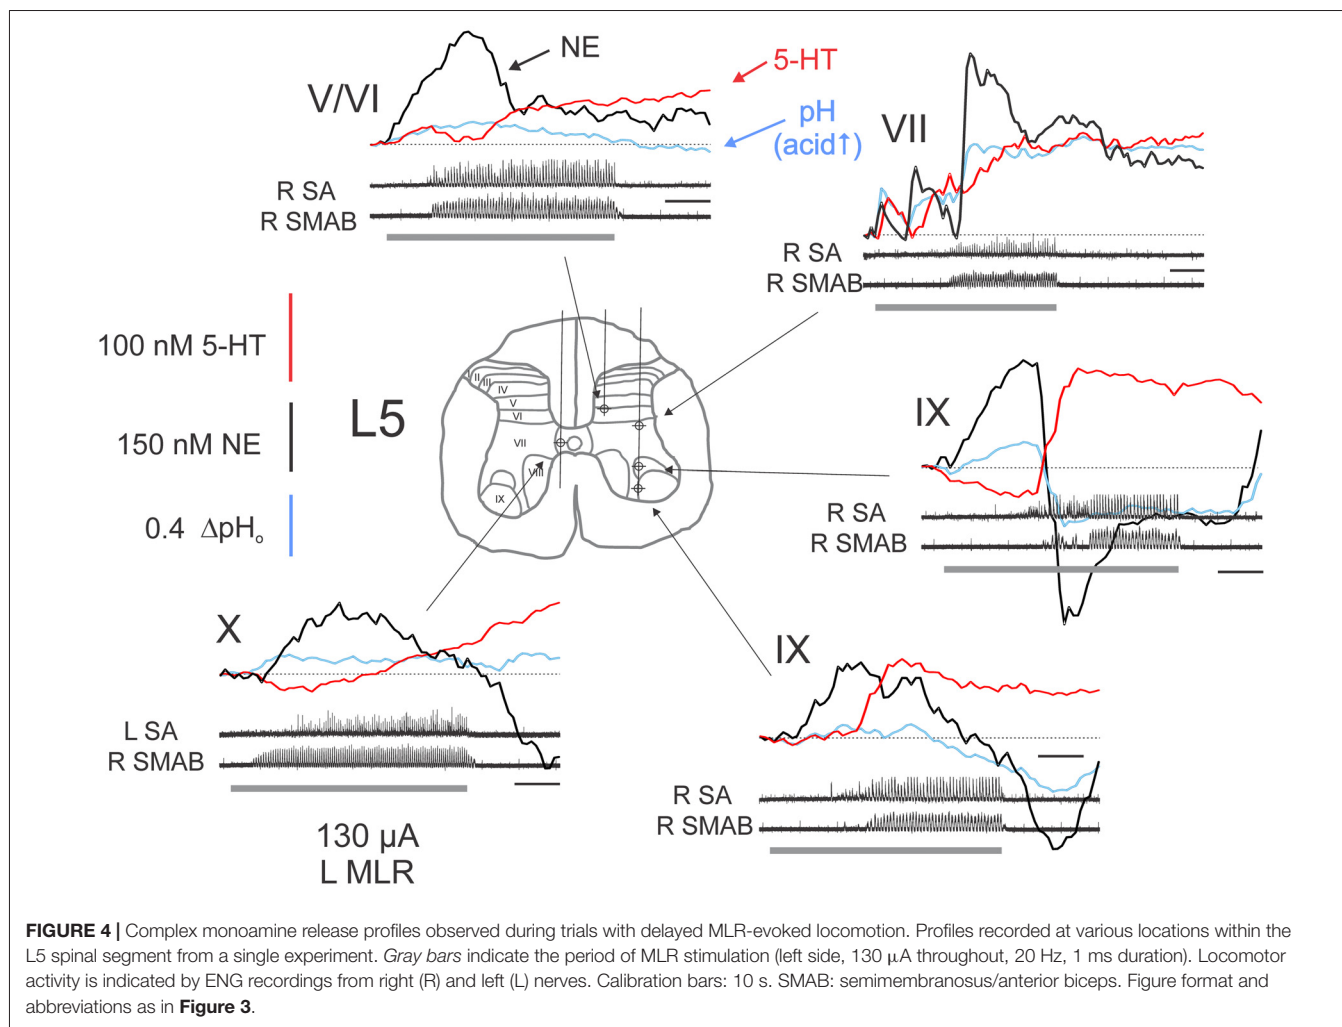 NE
5-HT
V/VI
pH
(acid↑)
VII
R SA
R SMAB
R SA
R SMAB
100 nM 5-HT
150 nM NE
0.4 ΔpHₒ
L5
I
II
III
IV
V
VI
VII
VIII
IX
IX
R SA
R SMAB
X
IX
L SA
R SMAB
R SA
R SMAB
130 µA
L MLR
FIGURE 4 | Complex monoamine release profiles observed during trials with delayed MLR-evoked locomotion. Profiles recorded at various locations within the
L5 spinal segment from a single experiment. Gray bars indicate the period of MLR stimulation (left side, 130 µA throughout, 20 Hz, 1 ms duration). Locomotor
activity is indicated by ENG recordings from right (R) and left (L) nerves. Calibration bars: 10 s. SMAB: semimembranosus/anterior biceps. Figure format and
abbreviations as in Figure 3.